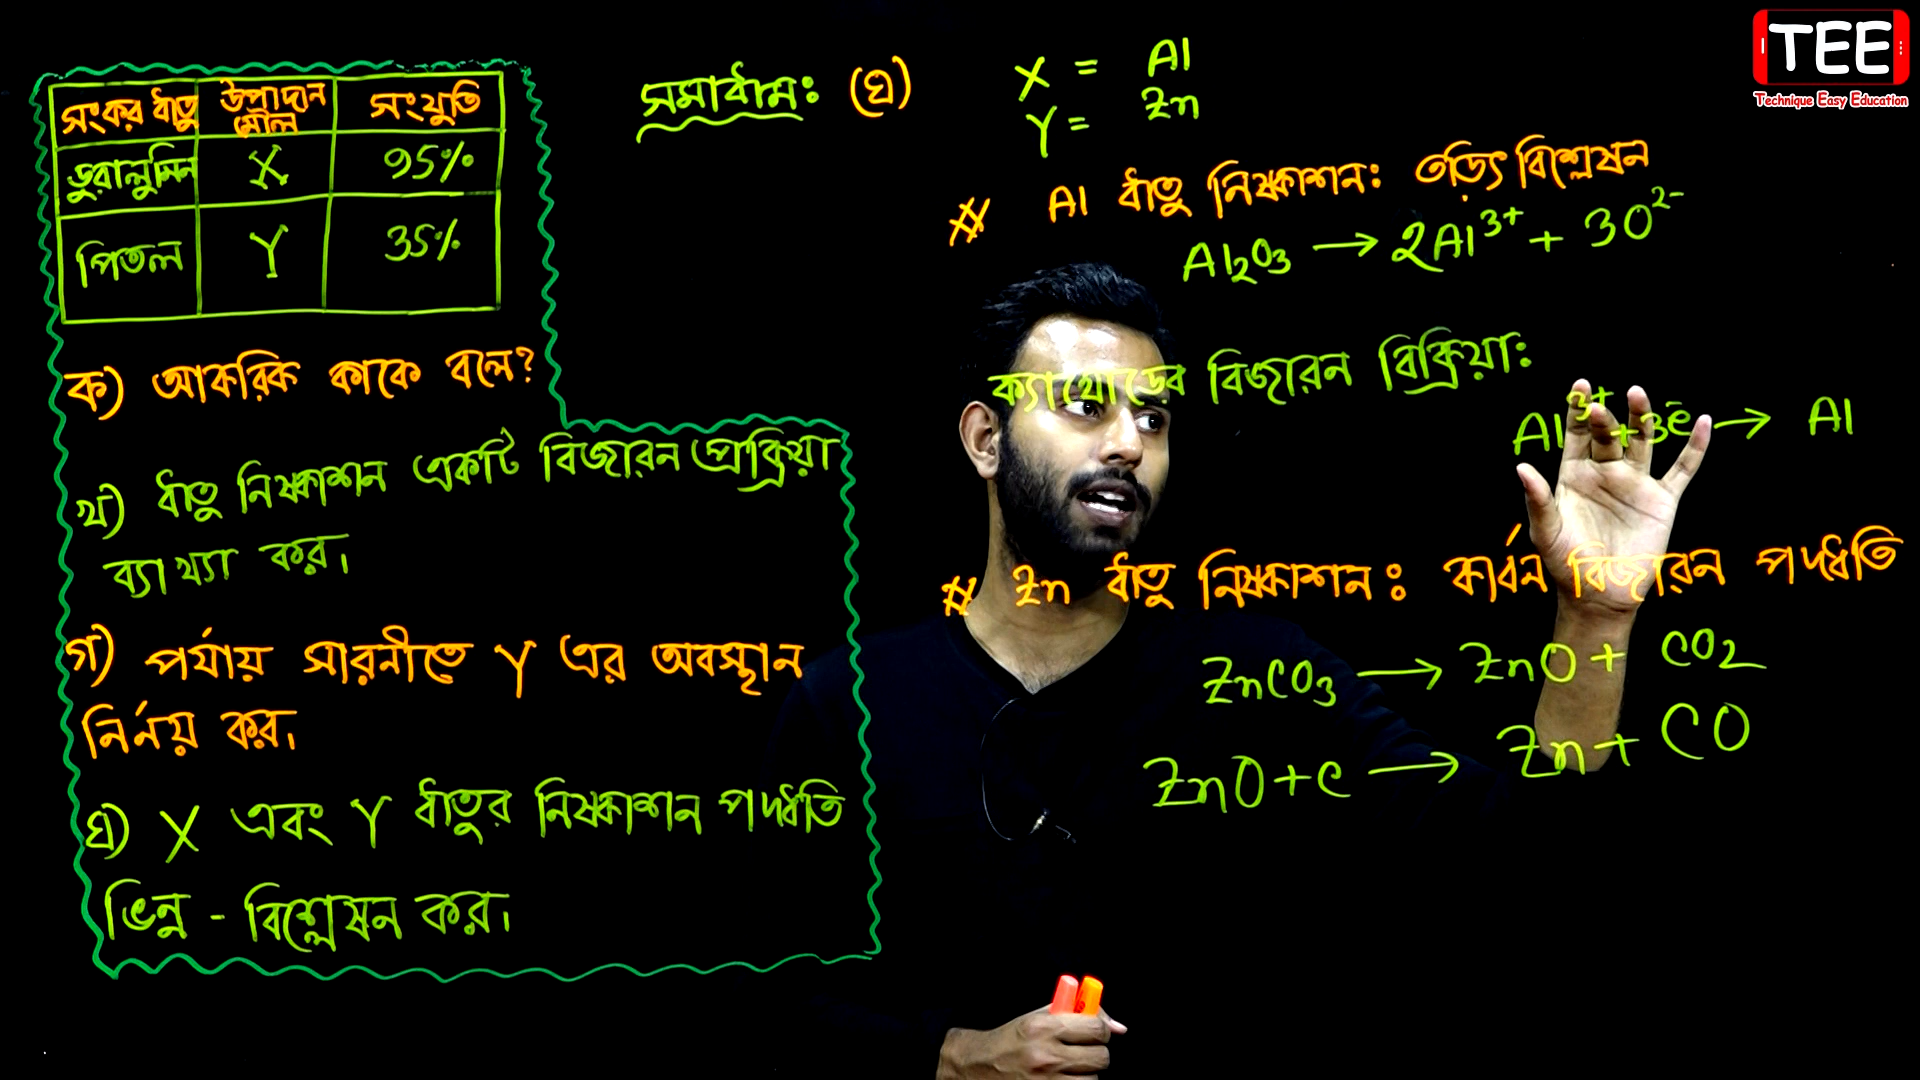 TEE
Technique Easy Education
সংকর ধাতু উপাদান মৌল সংযুতি
ডুরালুমিন X 95%
পিতল Y 35%
ক) আকরিক কাকে বলে?
খ) ধাতু নিষ্কাশন একটি বিজারন প্রক্রিয়া
ব্যাখ্যা কর।
গ) পর্যায় সারনীতে Y এর অবস্থান
নির্নয় কর।
ঘ) X এবং Y ধাতুর নিষ্কাশন পদ্ধতি
ভিন্ন - বিশ্লেষন কর।
সমাধান: (ঘ)
X = Al
Y = Zn
# Al ধাতু নিষ্কাশন: তড়িৎ বিশ্লেষন
Al₂O₃ → 2Al³⁺ + 3O²⁻
ক্যাথোডের বিজারন বিক্রিয়া:
Al³⁺ + 3e⁻ → Al
# Zn ধাতু নিষ্কাশন: কার্বন বিজারন পদ্ধতি
ZnCO₃ → ZnO + CO₂
ZnO + C → Zn + CO